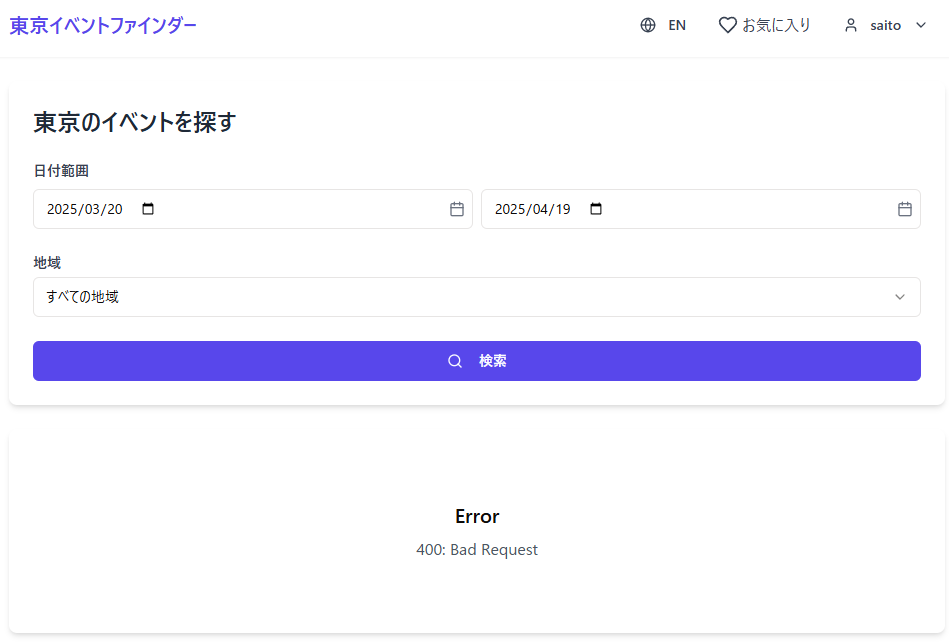 東京イベントファインダー EN お気に入り saito
東京のイベントを探す
日付範囲
2025/03/20 2025/04/19
地域
すべての地域
検索
Error
400: Bad Request